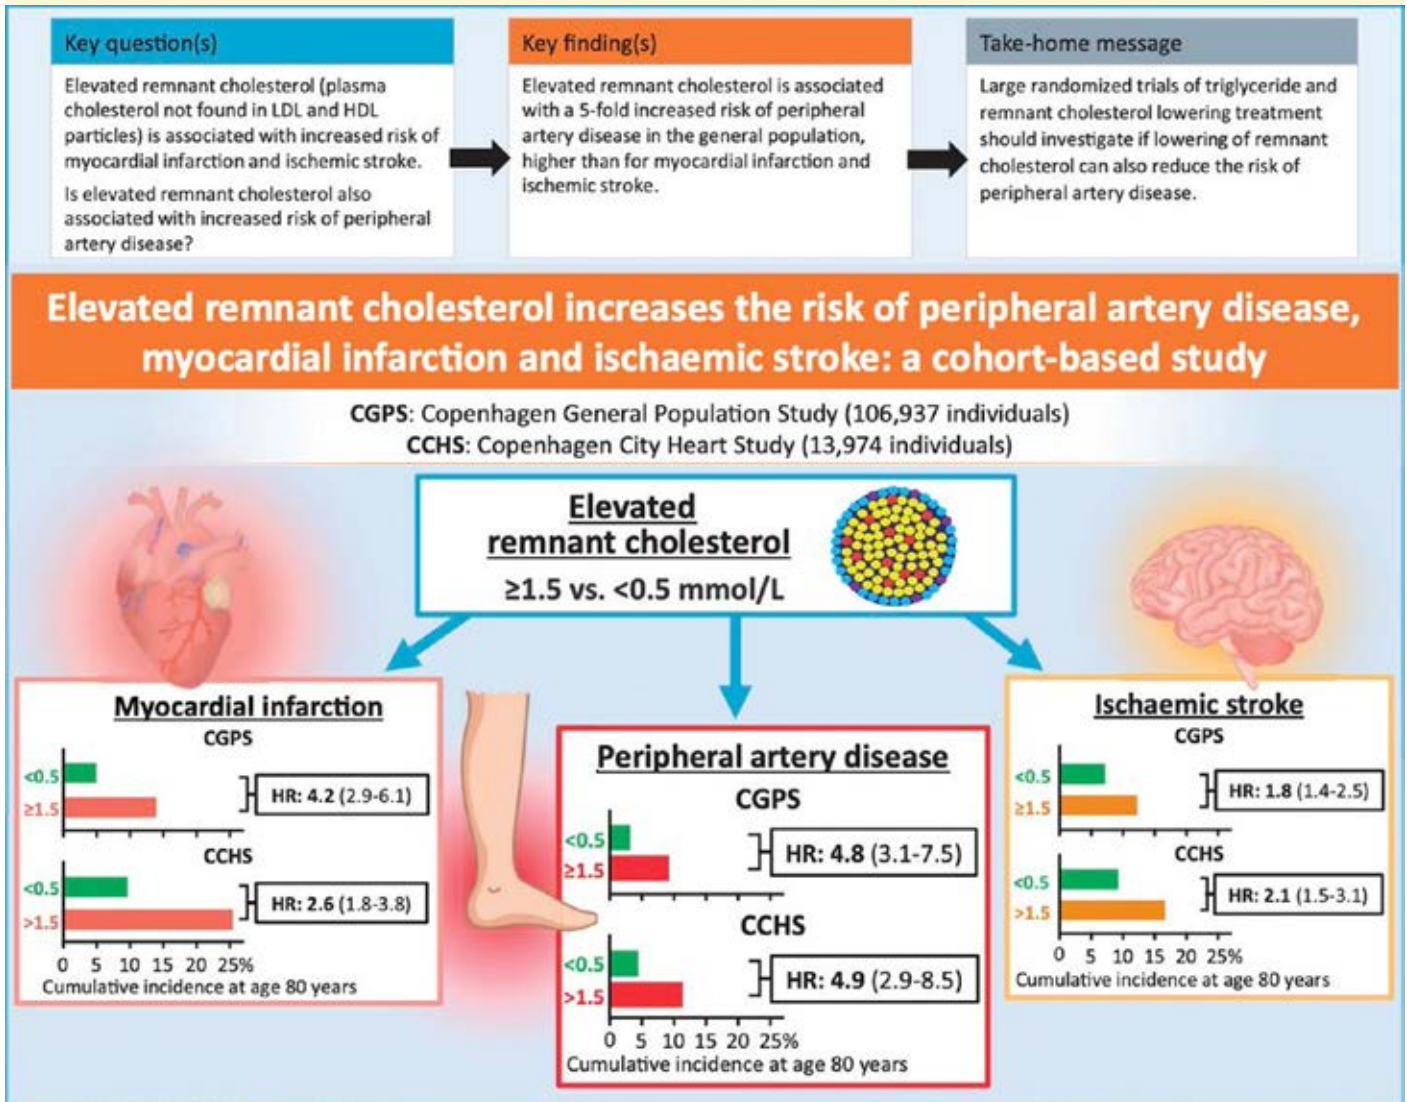 Key question(s)
Elevated remnant cholesterol (plasma
cholesterol not found in LDL and HDL
particles) is associated with increased risk of
myocardial infarction and ischemic stroke.
Is elevated remnant cholesterol also
associated with increased risk of peripheral
artery disease?
Key finding(s)
Elevated remnant cholesterol is associated
with a 5-fold increased risk of peripheral
artery disease in the general population,
higher than for myocardial infarction and
ischemic stroke.
Take-home message
Large randomized trials of triglyceride and
remnant cholesterol lowering treatment
should investigate if lowering of remnant
cholesterol can also reduce the risk of
peripheral artery disease.
Elevated remnant cholesterol increases the risk of peripheral artery disease,
myocardial infarction and ischaemic stroke: a cohort-based study
CGPS: Copenhagen General Population Study (106,937 individuals)
CCHS: Copenhagen City Heart Study (13,974 individuals)
Elevated
remnant cholesterol
≥1.5 vs. <0.5 mmol/L
Myocardial infarction
CGPS
<0.5
≥1.5
HR: 4.2 (2.9-6.1)
CCHS
<0.5
>1.5
HR: 2.6 (1.8-3.8)
0 5 10 15 20 25%
Cumulative incidence at age 80 years
Peripheral artery disease
CGPS
<0.5
≥1.5
HR: 4.8 (3.1-7.5)
CCHS
<0.5
>1.5
HR: 4.9 (2.9-8.5)
0 5 10 15 20 25%
Cumulative incidence at age 80 years
Ischaemic stroke
CGPS
<0.5
≥1.5
HR: 1.8 (1.4-2.5)
CCHS
<0.5
>1.5
HR: 2.1 (1.5-3.1)
0 5 10 15 20 25%
Cumulative incidence at age 80 years